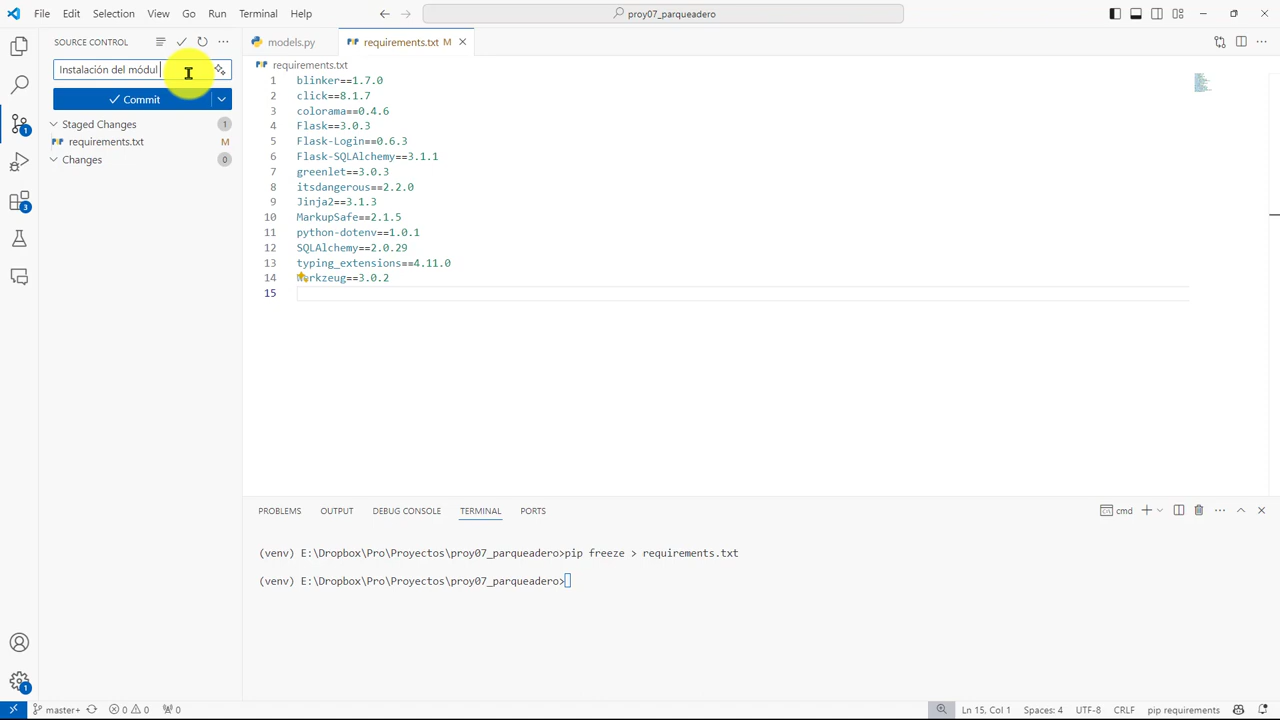 File Edit Selection View Go Run Terminal Help
proy07_parqueadero
SOURCE CONTROL
Instalación del módul
Commit
Staged Changes 1
requirements.txt M
Changes 0
1
3
1
models.py
requirements.txt M
requirements.txt
1 blinker==1.7.0
2 click==8.1.7
3 colorama==0.4.6
4 Flask==3.0.3
5 Flask-Login==0.6.3
6 Flask-SQLAlchemy==3.1.1
7 greenlet==3.0.3
8 itsdangerous==2.2.0
9 Jinja2==3.1.3
10 MarkupSafe==2.1.5
11 python-dotenv==1.0.1
12 SQLAlchemy==2.0.29
13 typing_extensions==4.11.0
14 Werkzeug==3.0.2
15
PROBLEMS OUTPUT DEBUG CONSOLE TERMINAL PORTS
cmd
(venv) E:\Dropbox\Pro\Proyectos\proy07_parqueadero>pip freeze > requirements.txt
(venv) E:\Dropbox\Pro\Proyectos\proy07_parqueadero>
master+ 0 0 0
Ln 15, Col 1 Spaces: 4 UTF-8 CRLF pip requirements